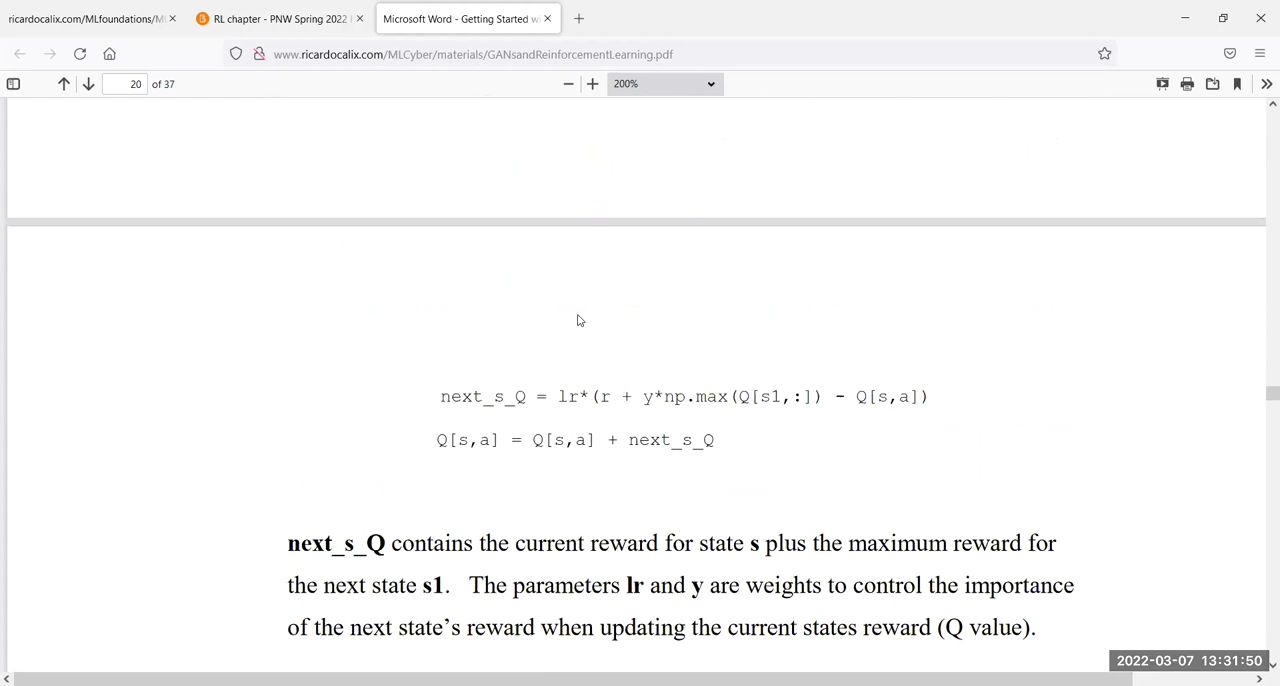 ricardocalix.com/MLfoundations/ML
RL chapter - PNW Spring 2022
Microsoft Word - Getting Started wi
www.ricardocalix.com/MLCyber/materials/GANsandReinforcementLearning.pdf
20 of 37
200%
next_s_Q = lr*(r + y*np.max(Q[s1,:]) - Q[s,a])
Q[s,a] = Q[s,a] + next_s_Q
next_s_Q contains the current reward for state s plus the maximum reward for
the next state s1. The parameters lr and y are weights to control the importance
of the next state’s reward when updating the current states reward (Q value).
2022-03-07 13:31:50